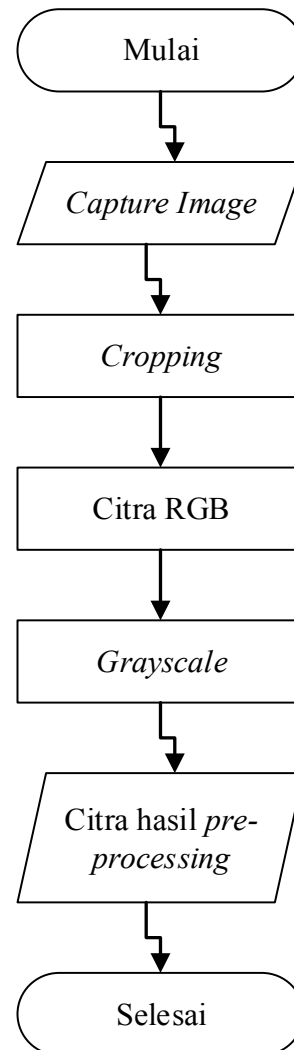 Mulai
Capture Image
Cropping
Citra RGB
Grayscale
Citra hasil pre-
processing
Selesai